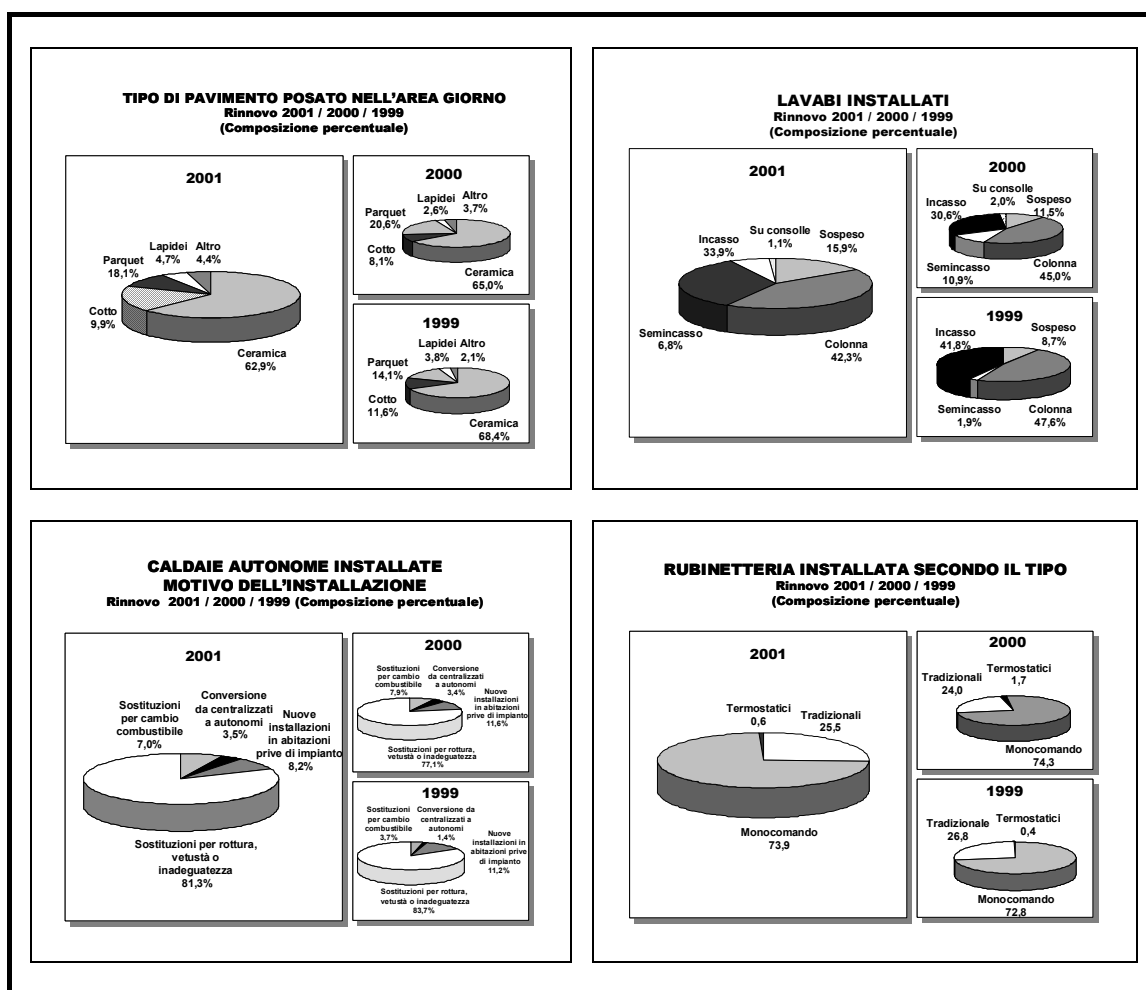 TIPO DI PAVIMENTO POSATO NELL'AREA GIORNO
Rinnovo 2001 / 2000 / 1999
(Composizione percentuale)
2001
Lapidei
4,7%
Altro
4,4%
Parquet
18,1%
Cotto
9,9%
Ceramica
62,9%
2000
Lapidei
2,6%
Altro
3,7%
Parquet
20,6%
Cotto
8,1%
Ceramica
65,0%
1999
Lapidei
3,8%
Altro
2,1%
Parquet
14,1%
Cotto
11,6%
Ceramica
68,4%
LAVABI INSTALLATI
Rinnovo 2001 / 2000 / 1999
(Composizione percentuale)
2001
Incasso
33,9%
Su consolle
1,1%
Sospeso
15,9%
Semincasso
6,8%
Colonna
42,3%
2000
Su consolle
2,0%
Incasso
30,6%
Sospeso
11,5%
Semincasso
10,9%
Colonna
45,0%
1999
Incasso
41,8%
Sospeso
8,7%
Semincasso
1,9%
Colonna
47,6%
CALDAIE AUTONOME INSTALLATE
MOTIVO DELL'INSTALLAZIONE
Rinnovo 2001 / 2000 / 1999 (Composizione percentuale)
2001
Sostituzioni
per cambio
combustibile
7,0%
Conversione
da centralizzati
a autonomi
3,5%
Nuove
installazioni
in abitazioni
prive di impianto
8,2%
Sostituzioni per rottura,
vetustà o
inadeguatezza
81,3%
2000
Sostituzioni
per cambio
combustibile
7,9%
Conversione
da centralizzati
a autonomi
3,4%
Nuove
installazioni
in abitazioni
prive di impianto
11,6%
Sostituzioni per rottura,
vetustà o inadeguatezza
77,1%
1999
Sostituzioni
per cambio
combustibile
3,7%
Conversione da
centralizzati a
autonomi
1,4%
Nuove
installazioni in
abitazioni prive
di impianto
11,2%
Sostituzioni per rottura,
vetustà o inadeguatezza
83,7%
RUBINETTERIA INSTALLATA SECONDO IL TIPO
Rinnovo 2001 / 2000 / 1999
(Composizione percentuale)
2001
Termostatici
0,6
Tradizionali
25,5
Monocomando
73,9
2000
Tradizionali
24,0
Termostatici
1,7
Monocomando
74,3
1999
Tradizionale
26,8
Termostatici
0,4
Monocomando
72,8